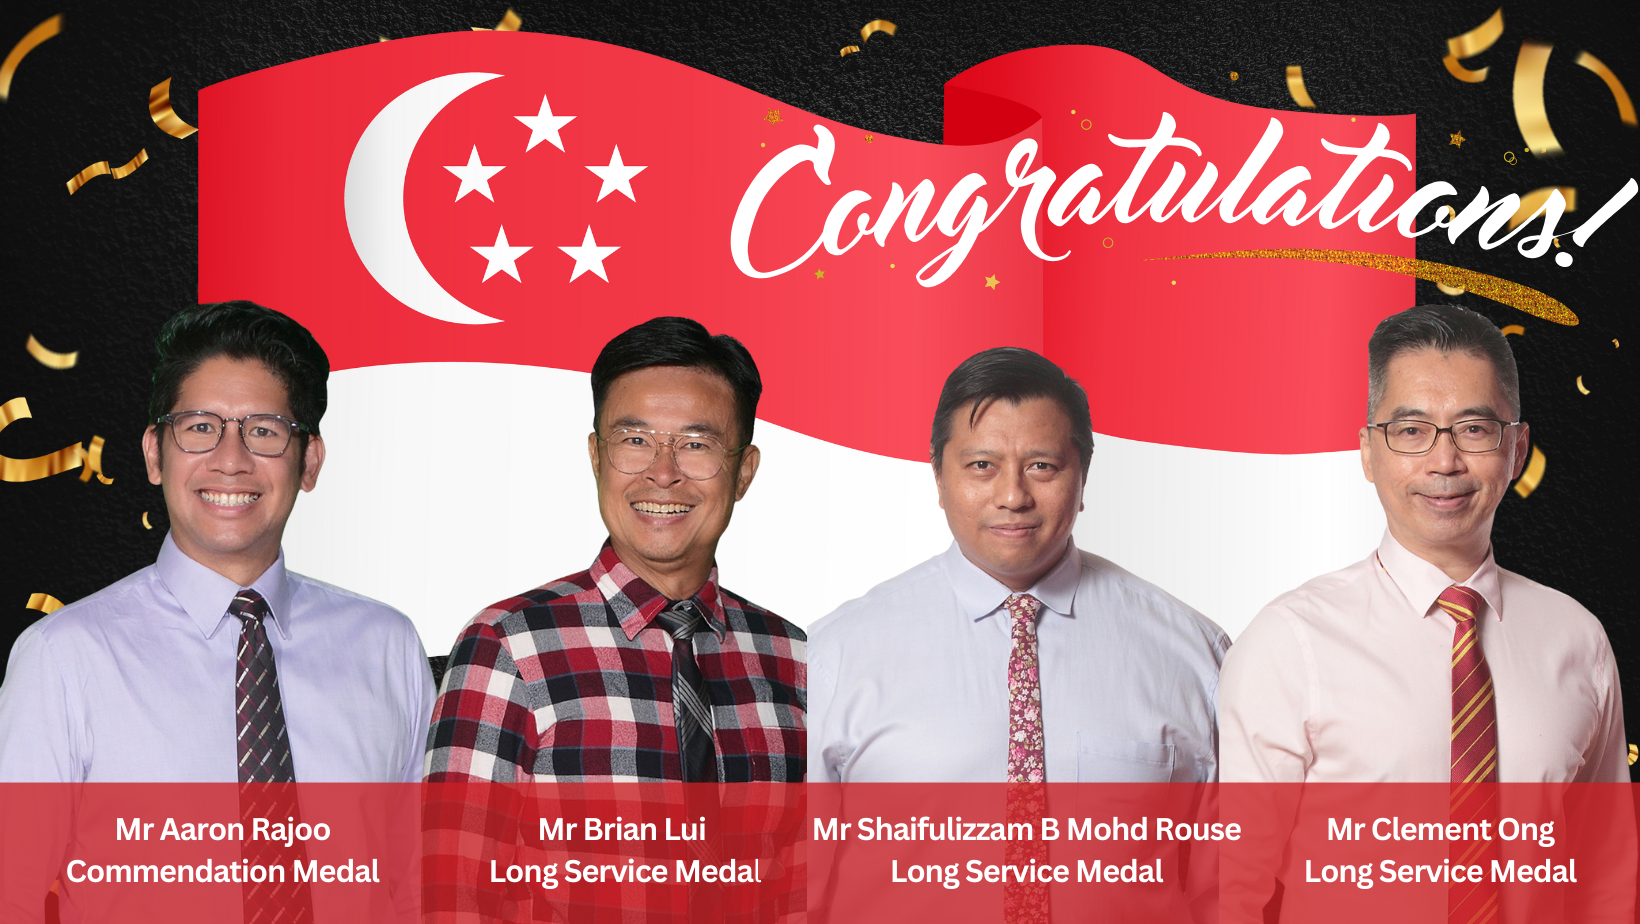 Congratulations!
Mr Aaron Rajoo
Commendation Medal
Mr Brian Lui
Long Service Medal
Mr Shaifulizzam B Mohd Rouse
Long Service Medal
Mr Clement Ong
Long Service Medal